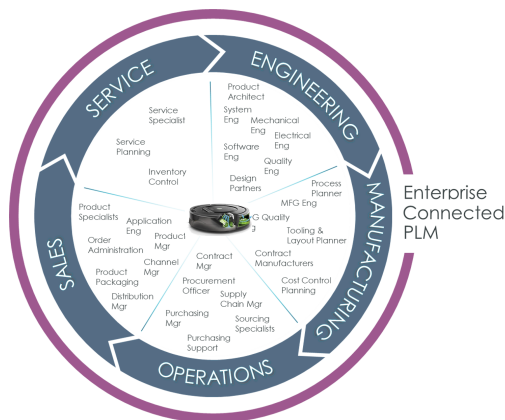 SERVICE
ENGINEERING
MANUFACTURING
OPERATIONS
SALES
Enterprise
Connected
PLM
Service
Specialist
Service
Planning
Inventory
Control
Product
Architect
System
Eng
Mechanical
Eng
Electrical
Eng
Software
Eng
Quality
Eng
Design
Partners
Process
Planner
MFG Eng
G Quality
g
Tooling &
Layout Planner
Contract
Manufacturers
Cost Control
Planning
Contract
Mgr
Procurement
Officer
Supply
Chain Mgr
Purchasing
Mgr
Sourcing
Specialists
Purchasing
Support
Product
Specialists
Application
Eng
Order
Administration
Product
Mgr
Channel
Mgr
Product
Packaging
Distribution
Mgr